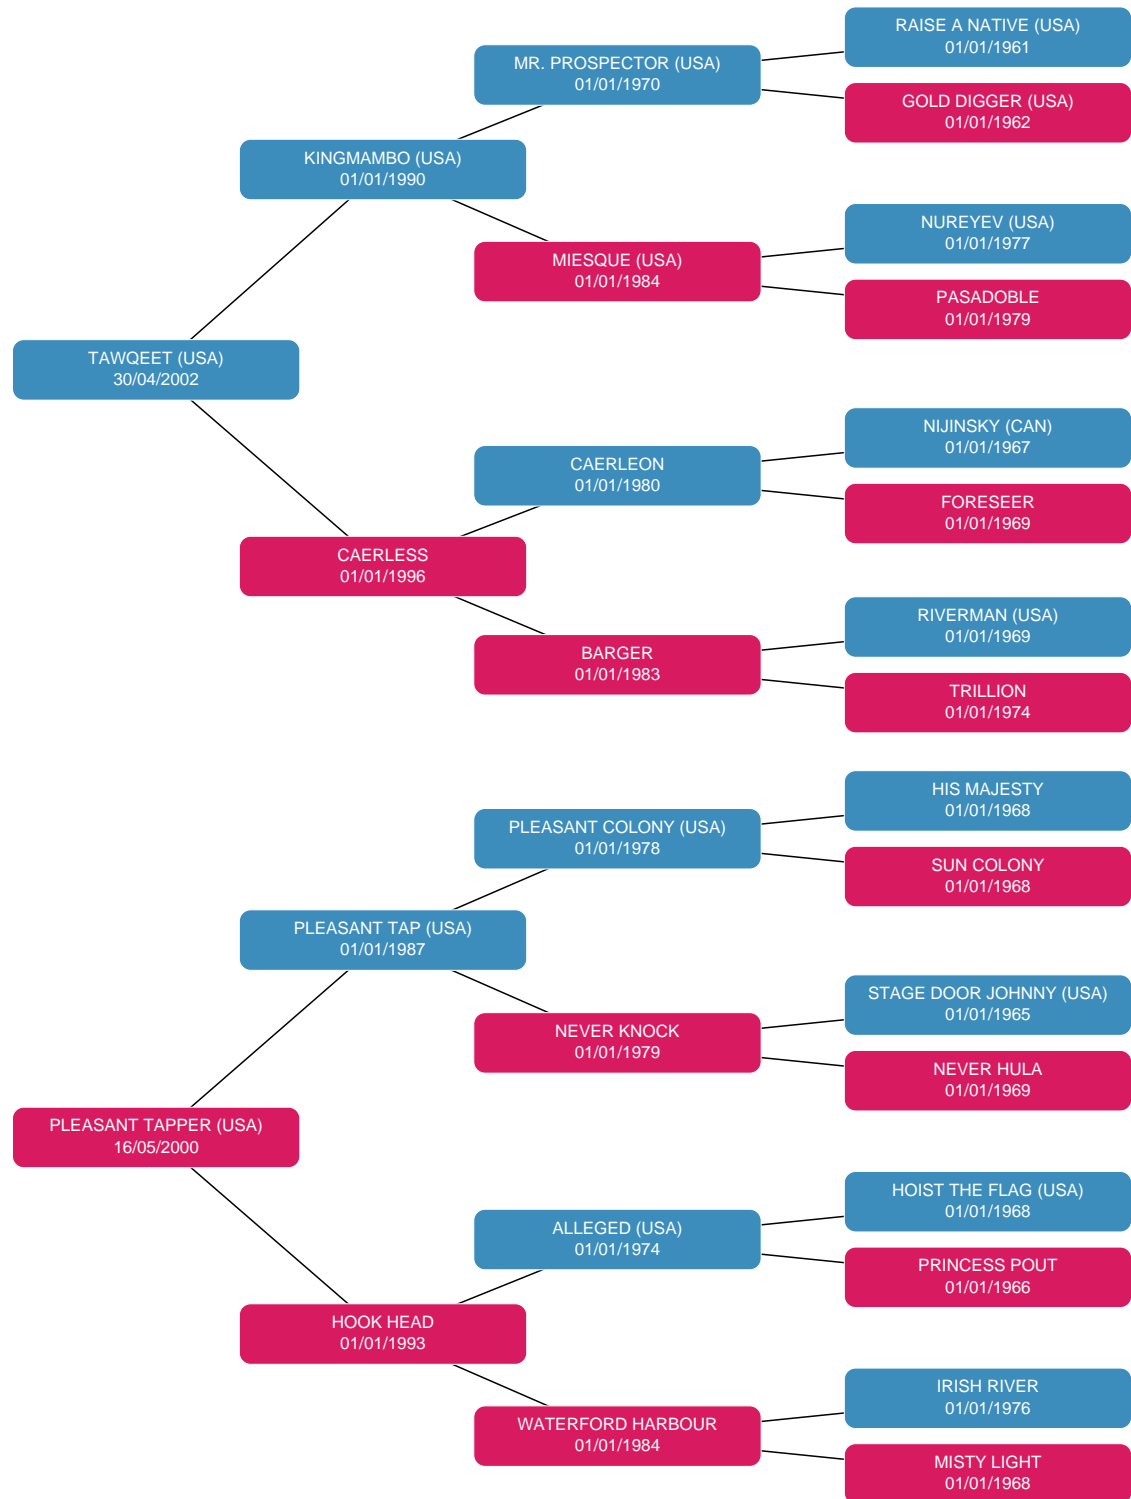 RAISE A NATIVE (USA)
01/01/1961
MR. PROSPECTOR (USA)
01/01/1970
GOLD DIGGER (USA)
01/01/1962
KINGMAMBO (USA)
01/01/1990
NUREYEV (USA)
01/01/1977
MIESQUE (USA)
01/01/1984
PASADOBLE
01/01/1979
TAWQEET (USA)
30/04/2002
NIJINSKY (CAN)
01/01/1967
CAERLEON
01/01/1980
FORESEER
01/01/1969
CAERLESS
01/01/1996
RIVERMAN (USA)
01/01/1969
BARGER
01/01/1983
TRILLION
01/01/1974
HIS MAJESTY
01/01/1968
PLEASANT COLONY (USA)
01/01/1978
SUN COLONY
01/01/1968
PLEASANT TAP (USA)
01/01/1987
STAGE DOOR JOHNNY (USA)
01/01/1965
NEVER KNOCK
01/01/1979
NEVER HULA
01/01/1969
PLEASANT TAPPER (USA)
16/05/2000
HOIST THE FLAG (USA)
01/01/1968
ALLEGED (USA)
01/01/1974
PRINCESS POUT
01/01/1966
HOOK HEAD
01/01/1993
IRISH RIVER
01/01/1976
WATERFORD HARBOUR
01/01/1984
MISTY LIGHT
01/01/1968